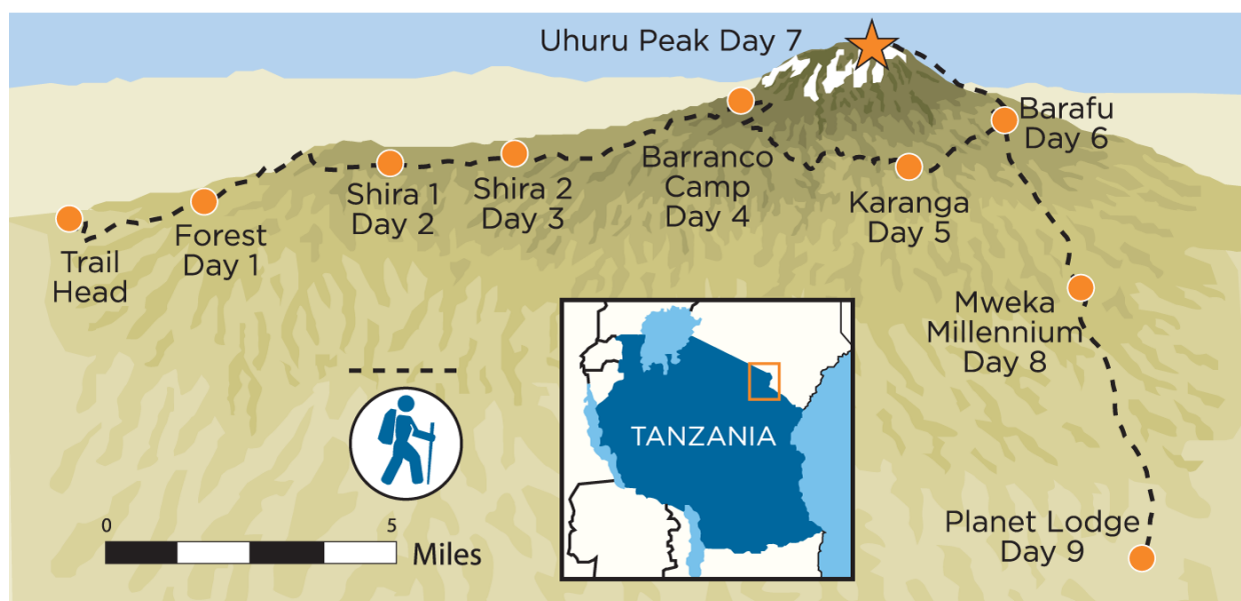 Uhuru Peak Day 7
Barafu
Day 6
Barranco
Camp
Day 4
Shira 1
Day 2
Shira 2
Day 3
Karanga
Day 5
Forest
Day 1
Trail
Head
Mweka
Millennium
Day 8
TANZANIA
Planet Lodge
Day 9
0
5
Miles